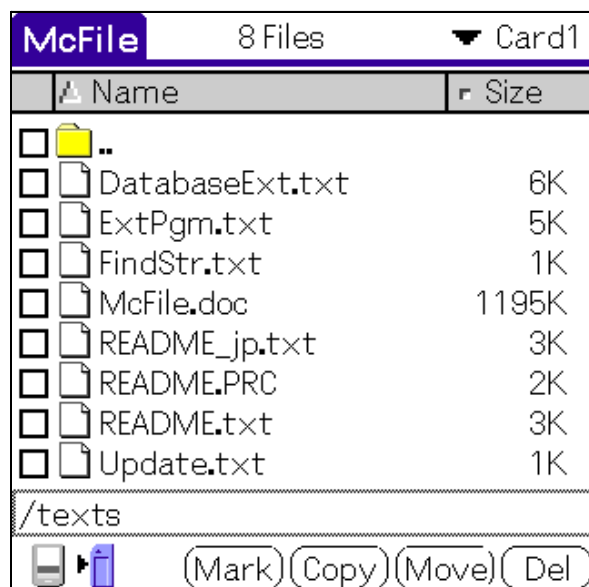 McFile 8 Files Card1
Name Size
..
DatabaseExt.txt 6K
ExtPgm.txt 5K
FindStr.txt 1K
McFile.doc 1195K
README_jp.txt 3K
README.PRC 2K
README.txt 3K
Update.txt 1K
/texts
Mark Copy Move Del